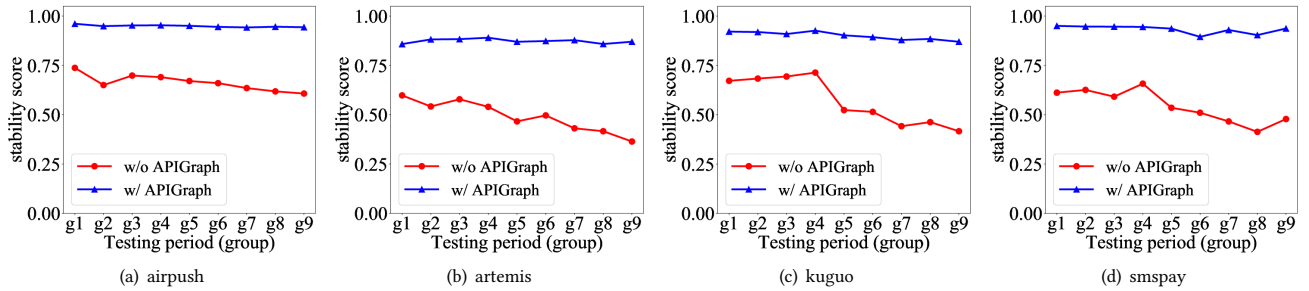 1.00
0.75
0.50
0.25
0.00
stability score
w/o APIGraph
w/ APIGraph
g1 g2 g3 g4 g5 g6 g7 g8 g9
Testing period (group)
(a) airpush
1.00
0.75
0.50
0.25
0.00
stability score
w/o APIGraph
w/ APIGraph
g1 g2 g3 g4 g5 g6 g7 g8 g9
Testing period (group)
(b) artemis
1.00
0.75
0.50
0.25
0.00
stability score
w/o APIGraph
w/ APIGraph
g1 g2 g3 g4 g5 g6 g7 g8 g9
Testing period (group)
(c) kuguo
1.00
0.75
0.50
0.25
0.00
stability score
w/o APIGraph
w/ APIGraph
g1 g2 g3 g4 g5 g6 g7 g8 g9
Testing period (group)
(d) smspay